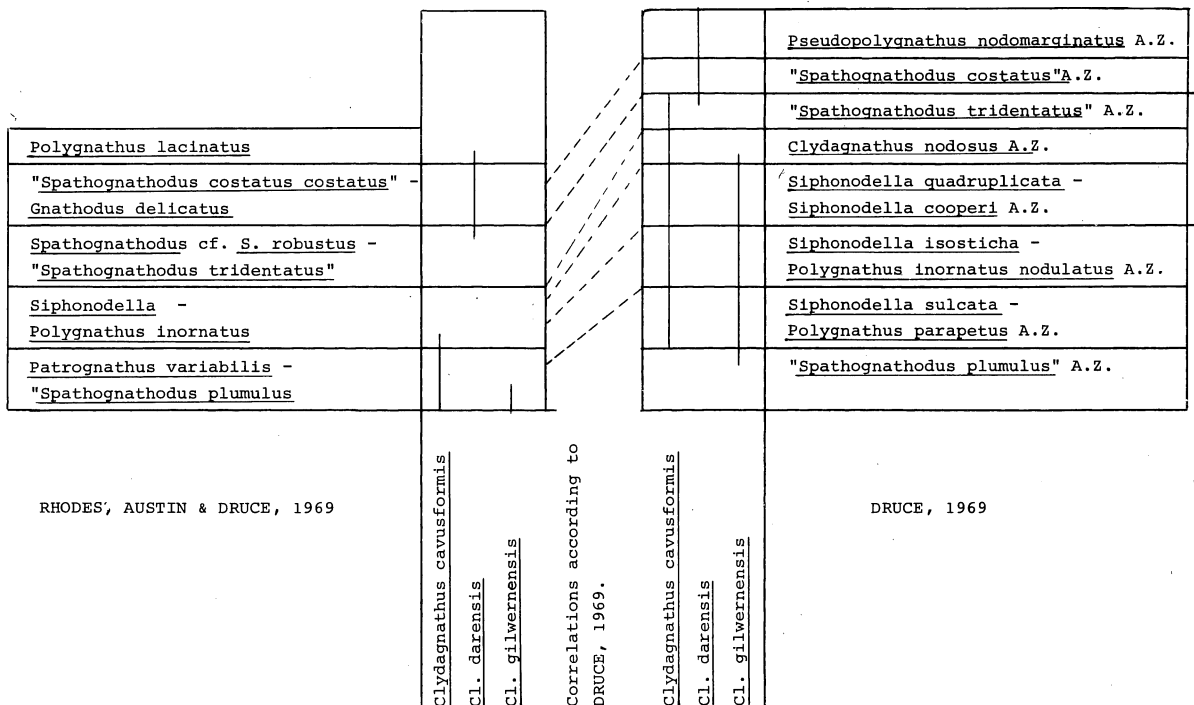 Polygnathus lacinatus
"Spathognathodus costatus costatus" -
Gnathodus delicatus
Spathognathodus cf. S. robustus -
"Spathognathodus tridentatus"
Siphonodella -
Polygnathus inornatus
Patrognathus variabilis -
"Spathognathodus plumulus
RHODES, AUSTIN & DRUCE, 1969
Clydagnathus cavusformis
Cl. darensis
Cl. gilwernensis
Correlations according to
DRUCE, 1969.
Clydagnathus cavusformis
Cl. darensis
Cl. gilwernensis
Pseudopolygnathus nodomarginatus A.Z.
"Spathognathodus costatus"A.Z.
"Spathognathodus tridentatus" A.Z.
Clydagnathus nodosus A.Z.
Siphonodella quadruplicata -
Siphonodella cooperi A.Z.
Siphonodella isosticha -
Polygnathus inornatus nodulatus A.Z.
Siphonodella sulcata -
Polygnathus parapetus A.Z.
"Spathognathodus plumulus" A.Z.
DRUCE, 1969